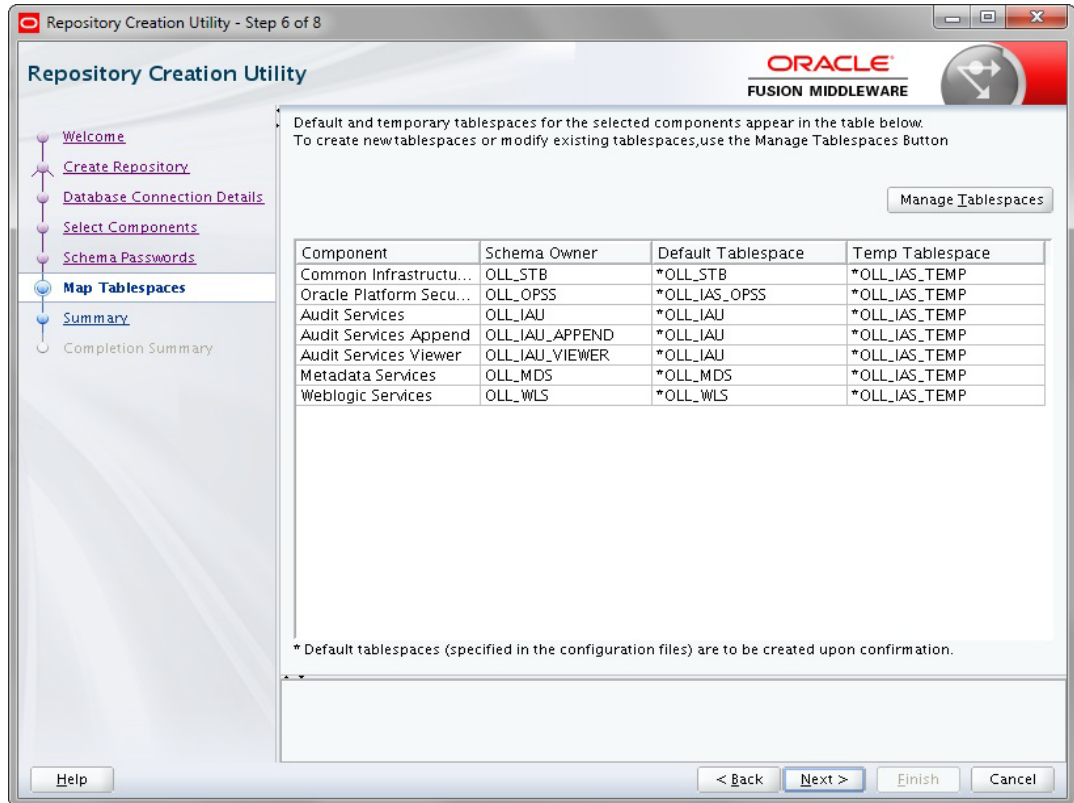 Repository Creation Utility - Step 6 of 8
Repository Creation Utility
ORACLE
FUSION MIDDLEWARE
Welcome
Create Repository
Database Connection Details
Select Components
Schema Passwords
Map Tablespaces
Summary
Completion Summary
Default and temporary tablespaces for the selected components appear in the table below.
To create new tablespaces or modify existing tablespaces,use the Manage Tablespaces Button
Manage Tablespaces
Component Schema Owner Default Tablespace Temp Tablespace
Common Infrastructu... OLL_STB *OLL_STB *OLL_IAS_TEMP
Oracle Platform Secu... OLL_OPSS *OLL_IAS_OPSS *OLL_IAS_TEMP
Audit Services OLL_IAU *OLL_IAU *OLL_IAS_TEMP
Audit Services Append OLL_IAU_APPEND *OLL_IAU *OLL_IAS_TEMP
Audit Services Viewer OLL_IAU_VIEWER *OLL_IAU *OLL_IAS_TEMP
Metadata Services OLL_MDS *OLL_MDS *OLL_IAS_TEMP
Weblogic Services OLL_WLS *OLL_WLS *OLL_IAS_TEMP
* Default tablespaces (specified in the configuration files) are to be created upon confirmation.
Help < Back Next > Finish Cancel